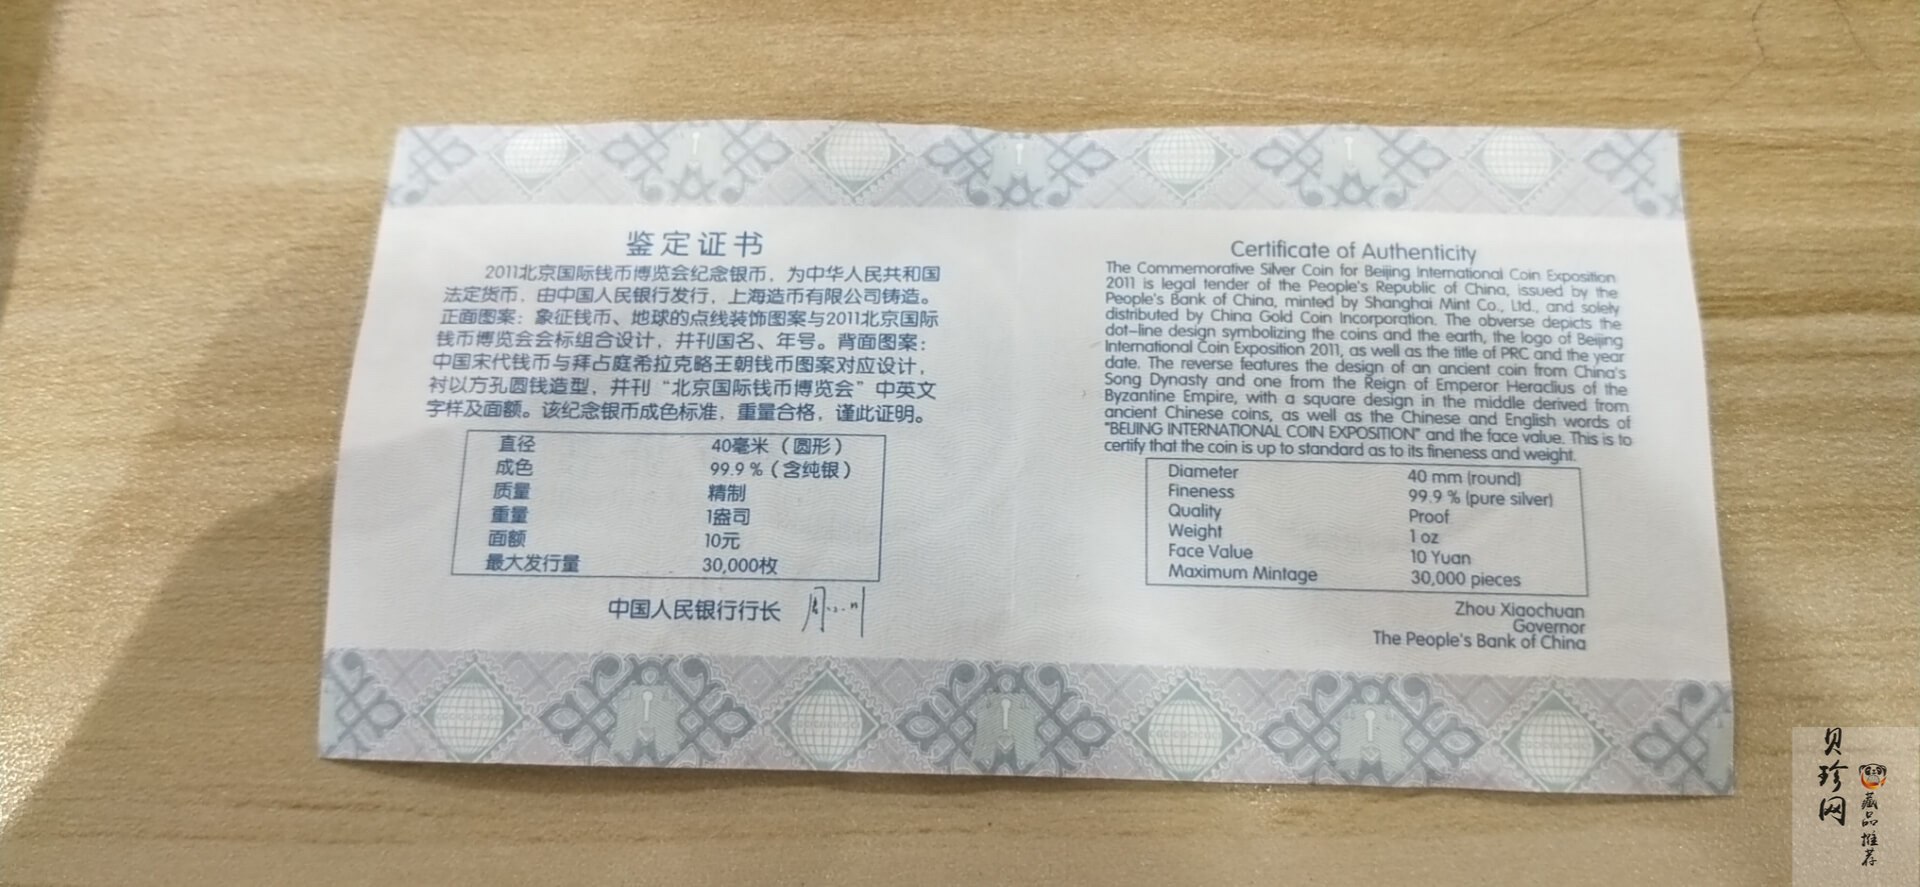 鉴定证书
2011北京国际钱币博览会纪念银币，为中华人民共和国
法定货币，由中国人民银行发行，上海造币有限公司铸造。
正面图案：象征钱币、地球的点线装饰图案与2011北京国际
钱币博览会会标组合设计，并刊国名、年号。背面图案：
中国宋代钱币与拜占庭希拉克略王朝钱币图案对应设计，
衬以方孔圆钱造型，并刊“北京国际钱币博览会”中英文
字样及面额。该纪念银币成色标准，重量合格，谨此证明。
直径 40毫米（圆形）
成色 99.9％（含纯银）
质量 精制
重量 1盎司
面额 10元
最大发行量 30,000枚
中国人民银行行长 周小川
Certificate of Authenticity
The Commemorative Silver Coin for Beijing International Coin Exposition
2011 is legal tender of the People's Republic of China, issued by the
People's Bank of China, minted by Shanghai Mint Co., Ltd., and solely
distributed by China Gold Coin Incorporation. The obverse depicts the
dot-line design symbolizing the coins and the earth, the logo of Beijing
International Coin Exposition 2011, as well as the title of PRC and the year
date. The reverse features the design of an ancient coin from China's
Song Dynasty and one from the Reign of Emperor Heraclius of the
Byzantine Empire, with a square design in the middle derived from
ancient Chinese coins, as well as the Chinese and English words of
"BEIJING INTERNATIONAL COIN EXPOSITION" and the face value. This is to
certify that the coin is up to standard as to its fineness and weight.
Diameter 40 mm (round)
Fineness 99.9 % (pure silver)
Quality Proof
Weight 1 oz
Face Value 10 Yuan
Maximum Mintage 30,000 pieces
Zhou Xiaochuan
Governor
The People's Bank of China
贝珍网
藏品推荐